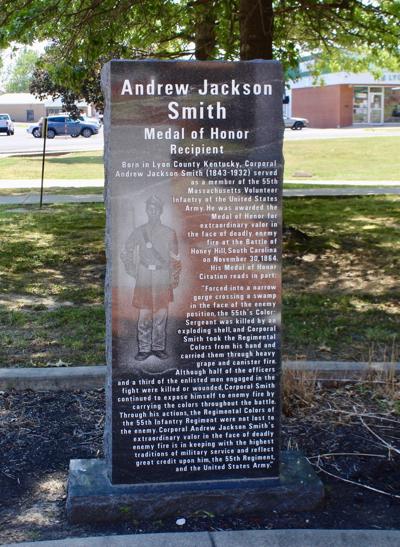 Andrew Jackson
Smith
Medal of Honor
Recipient
Born in Lyon County Kentucky, Corporal
Andrew Jackson Smith (1843-1932) served
as a member of the 55th
Massachusetts Volunteer
Infantry of the United States
Army. He was awarded the
Medal of Honor for
extraordinary valor in
the face of deadly enemy
fire at the Battle of
Honey Hill, South Carolina
on November 30, 1864.
His Medal of Honor
Citation reads in part:
"Forced into a narrow
gorge crossing a swamp
in the face of the enemy
position, the 55th's Color-
Sergeant was killed by an
exploding shell, and Corporal
Smith took the Regimental
Colors from his hand and
carried them through heavy
grape and canister fire.
Although half of the officers
and a third of the enlisted men engaged in the
fight were killed or wounded, Corporal Smith
continued to expose himself to enemy fire by
carrying the colors throughout the battle.
Through his actions, the Regimental Colors of
the 55th Infantry Regiment were not lost to
the enemy. Corporal Andrew Jackson Smith's
extraordinary valor in the face of deadly
enemy fire is in keeping with the highest
traditions of military service and reflect
great credit upon him, the 55th Regiment,
and the United States Army."